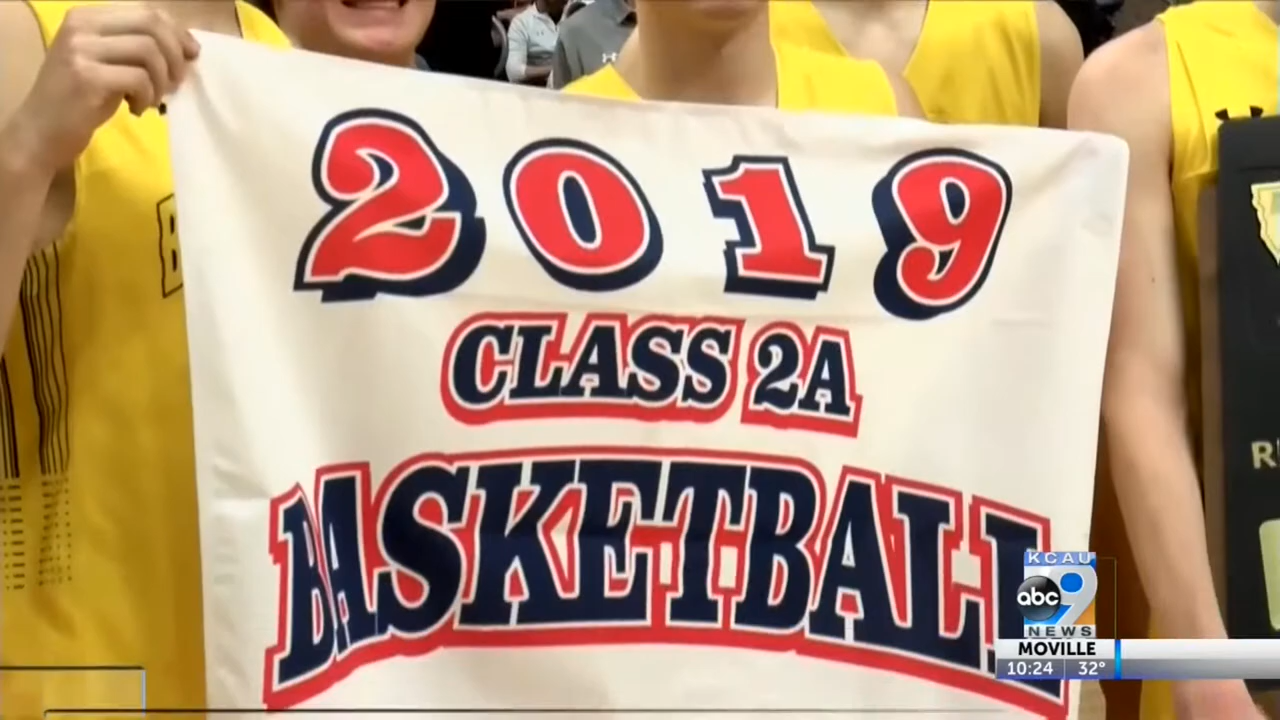 2019
CLASS 2A
BASKETBALL
KCAU
abc 9
NEWS
MOVILLE
10:24 32°